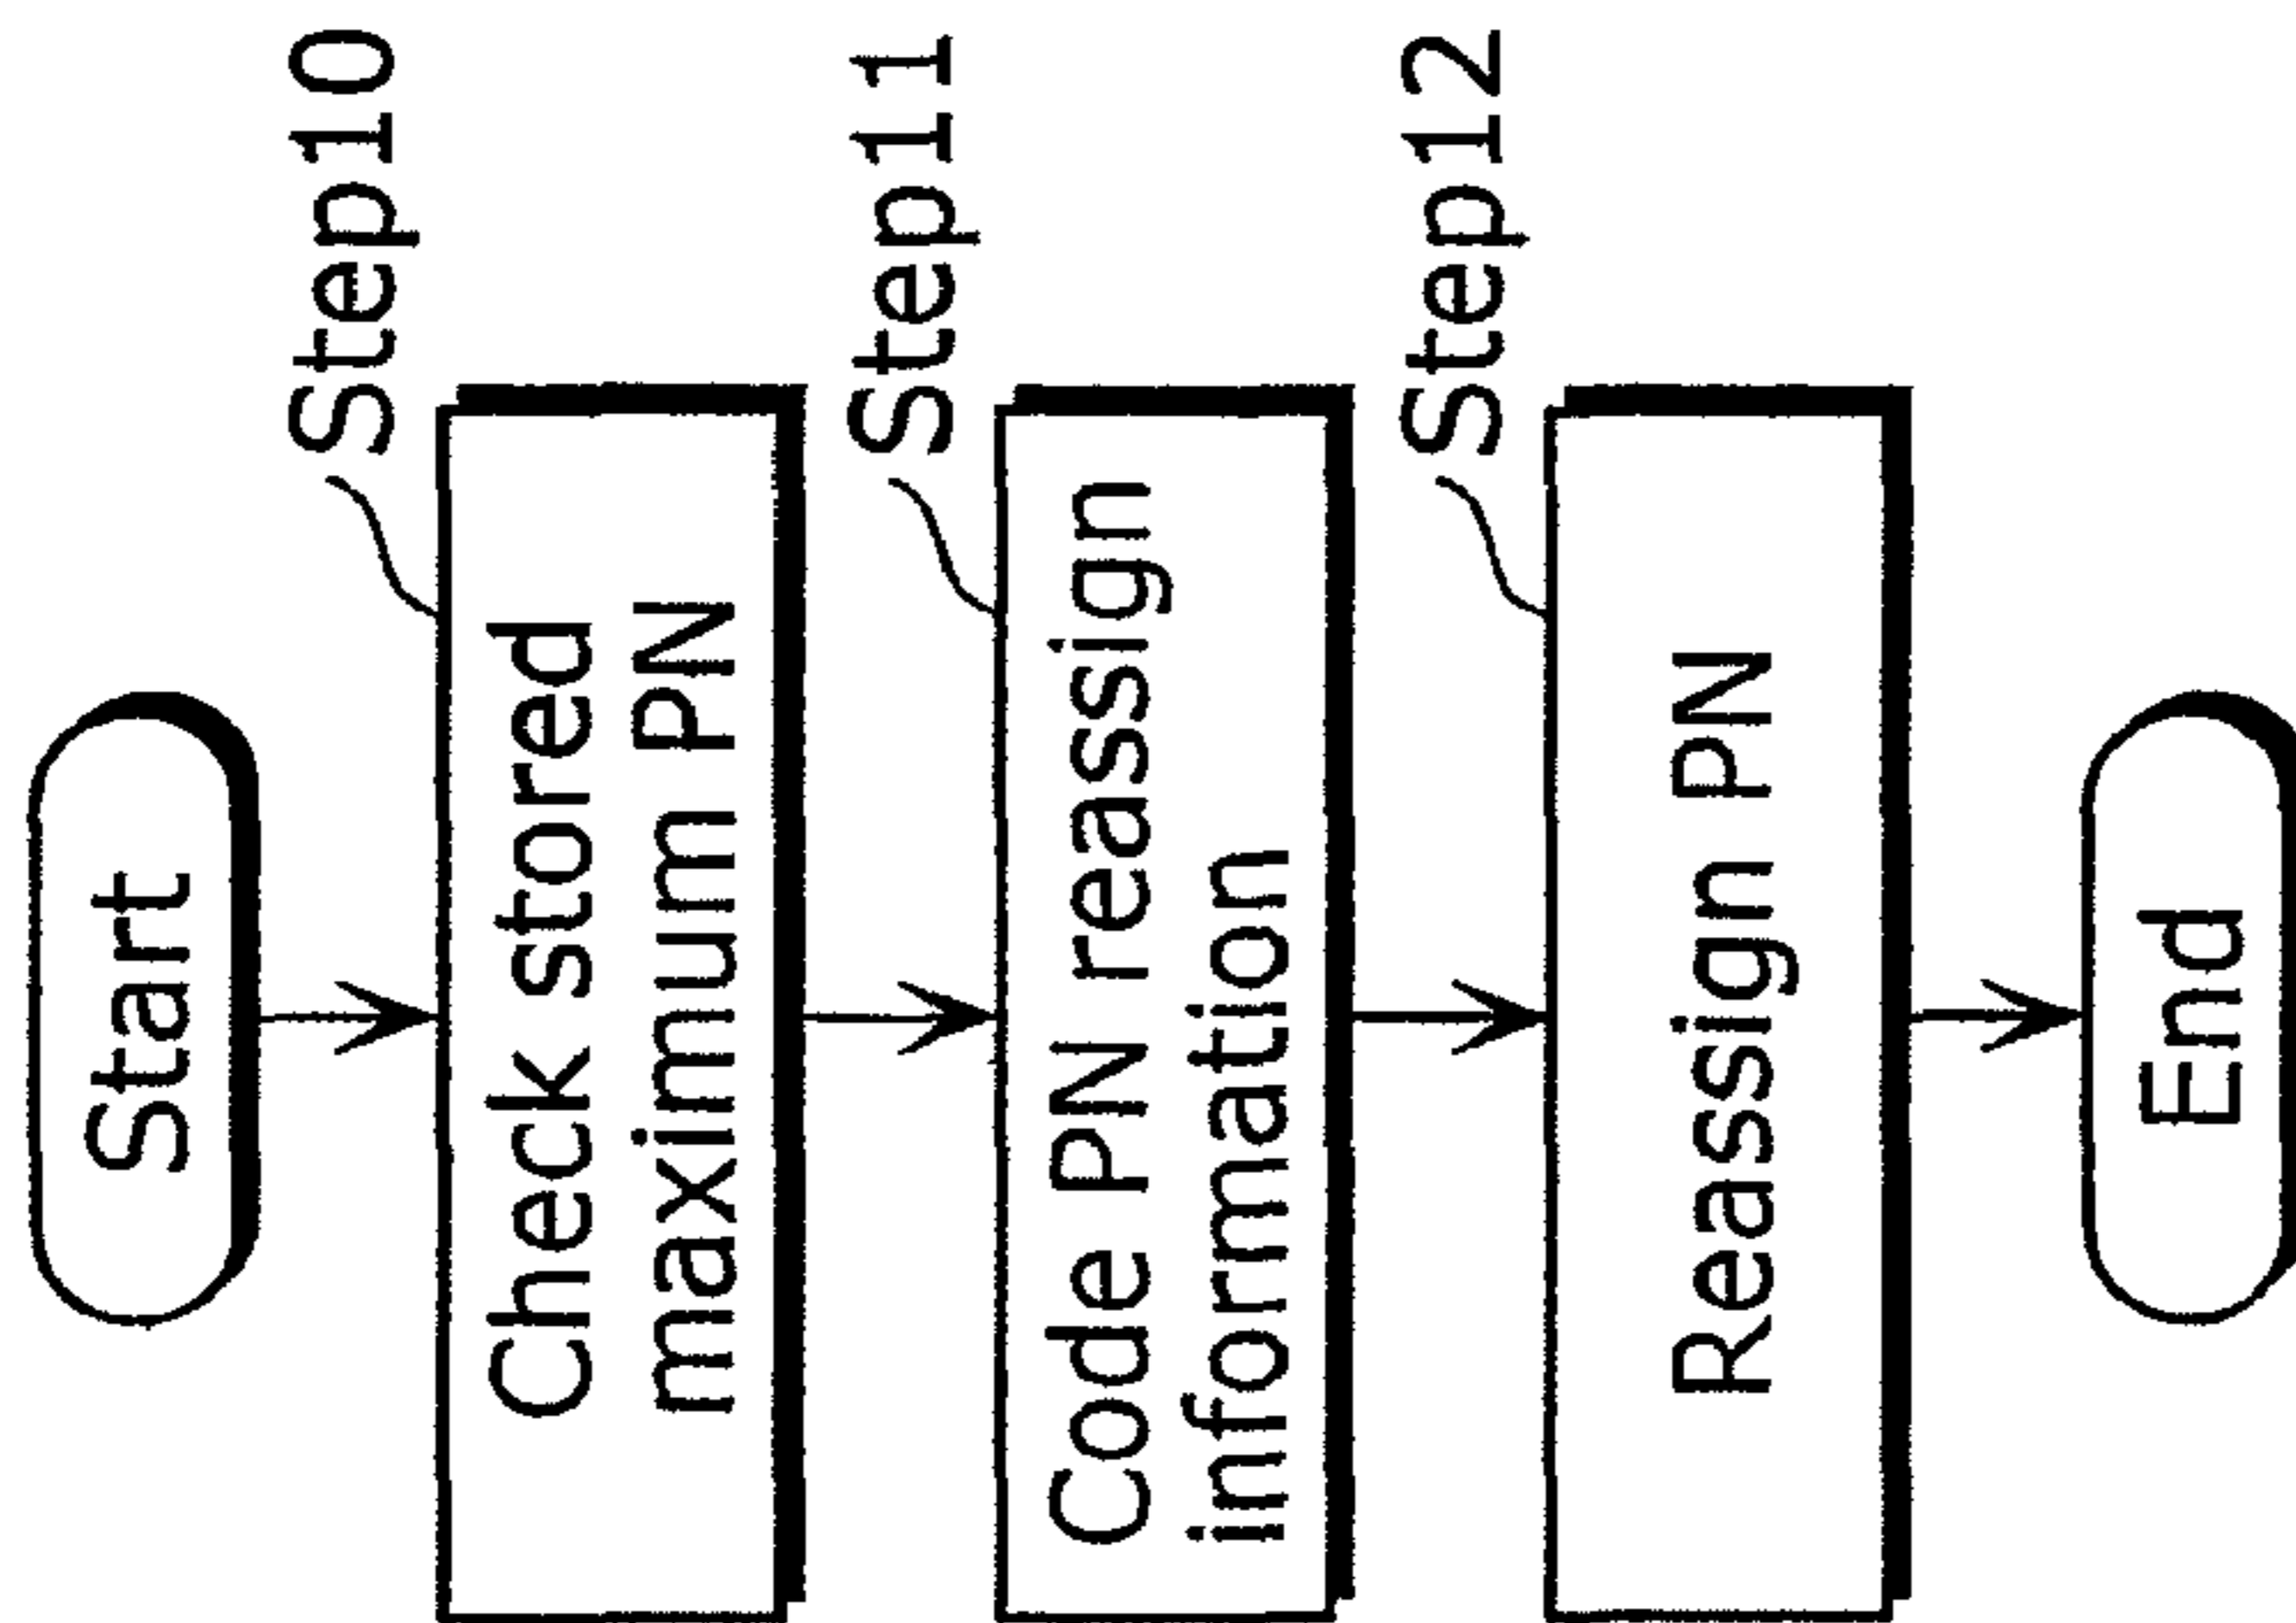 Start
Step10
Check stored
maximum PN
Step11
Code PN reassign
information
Step12
Reassign PN
End